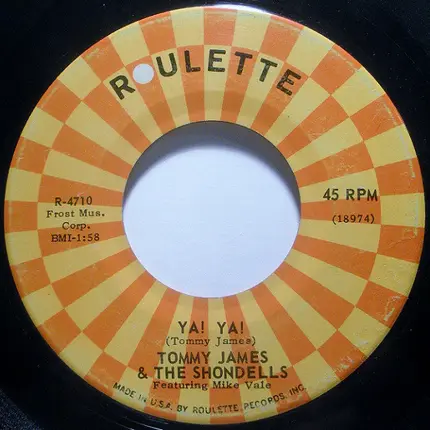 ROULETTE
R-4710
Frost Mus.
Corp.
BMI-1:58
45 RPM
(18974)
YA! YA!
(Tommy James)
TOMMY JAMES
& THE SHONDELLS
Featuring Mike Vale
MADE IN U.S.A. BY ROULETTE RECORDS, INC.